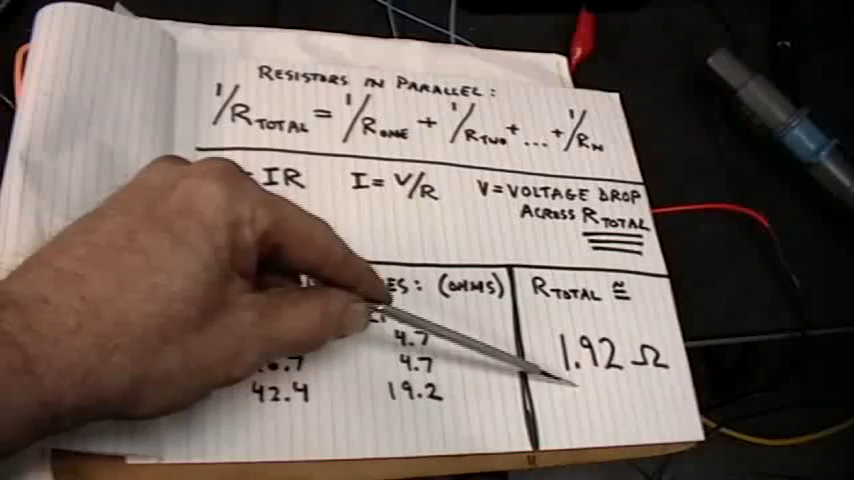 RESISTORS IN PARALLEL:
1/RTOTAL = 1/RONE + 1/RTWO + ... + 1/RN
IR I = V/R V = VOLTAGE DROP
ACROSS RTOTAL
ES: (OHMS) RTOTAL ≅
4.7
4.7 1.92 Ω
42.4 19.2